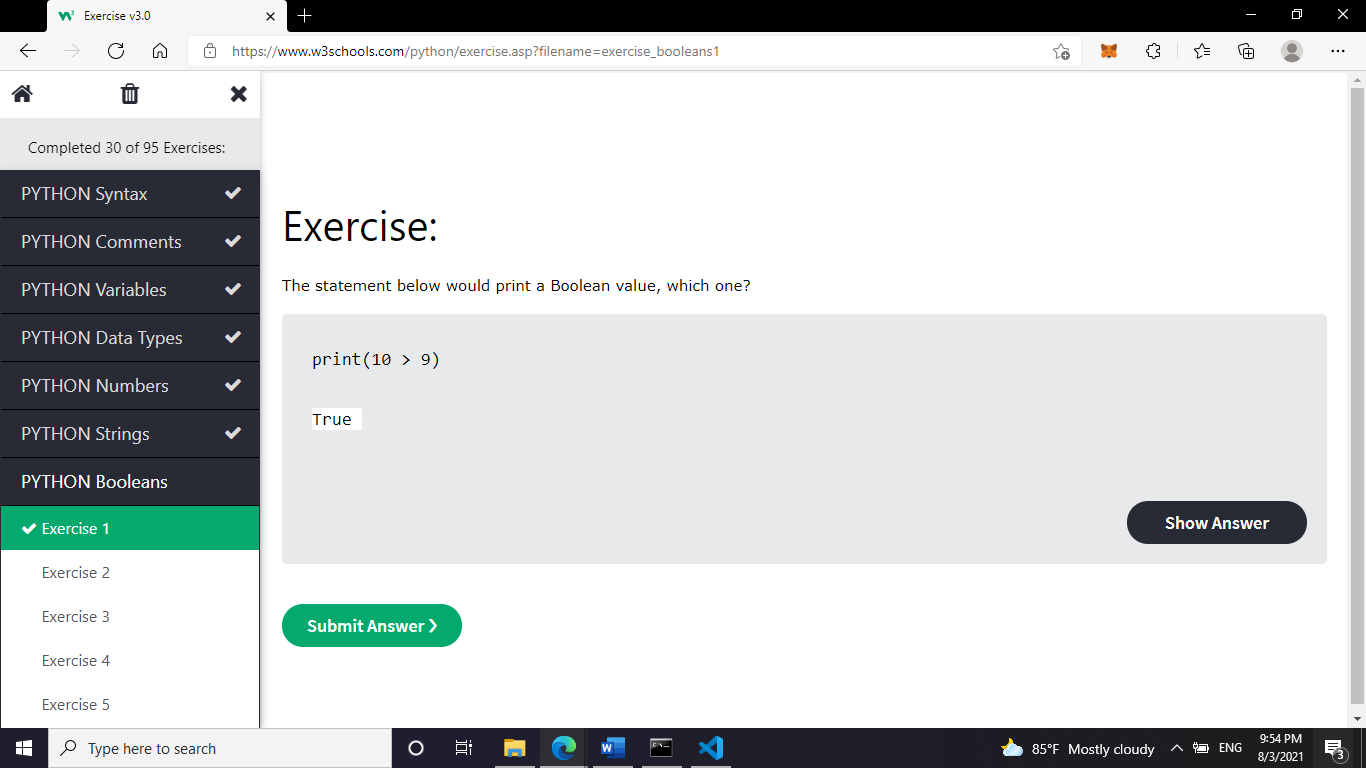 Exercise v3.0
https://www.w3schools.com/python/exercise.asp?filename=exercise_booleans1
Completed 30 of 95 Exercises:
PYTHON Syntax
PYTHON Comments
PYTHON Variables
PYTHON Data Types
PYTHON Numbers
PYTHON Strings
PYTHON Booleans
Exercise 1
Exercise 2
Exercise 3
Exercise 4
Exercise 5
Exercise:
The statement below would print a Boolean value, which one?
print(10 > 9)
True
Show Answer
Submit Answer ❯
Type here to search
85°F Mostly cloudy
ENG
9:54 PM
8/3/2021
3